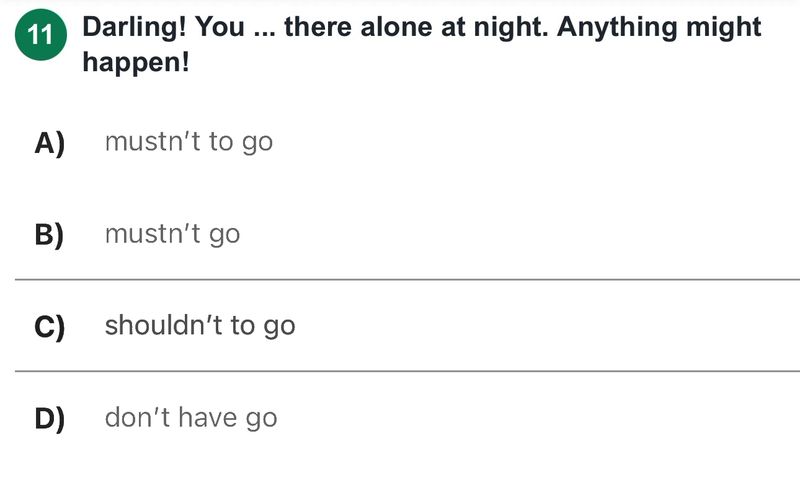 11 Darling! You ... there alone at night. Anything might
happen!
A) mustn't to go
B) mustn't go
C) shouldn't to go
D) don't have go